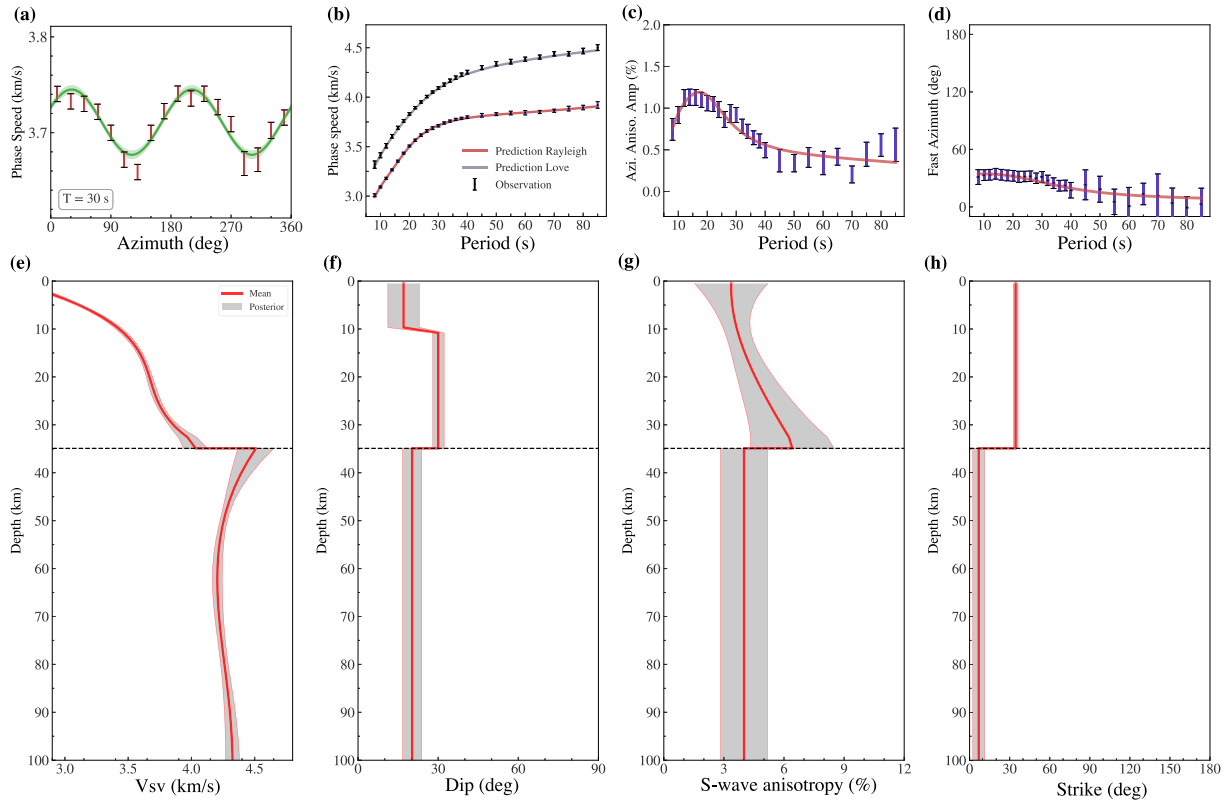 (a)
3.8
3.7
Phase Speed (km/s)
T = 30 s
0 90 180 270 360
Azimuth (deg)
(b)
4.5
4.0
3.5
3.0
Phase speed (km/s)
Prediction Rayleigh
Prediction Love
Observation
10 20 30 40 50 60 70 80
Period (s)
(c)
2.0
1.5
1.0
0.5
0.0
Azi. Aniso. Amp (%)
10 20 30 40 50 60 70 80
Period (s)
(d)
180
120
60
0
Fast Azimuth (deg)
10 20 30 40 50 60 70 80
Period (s)
(e)
0
10
20
30
40
50
60
70
80
90
100
Depth (km)
Mean
Posterior
3.0 3.5 4.0 4.5
Vsv (km/s)
(f)
0
10
20
30
40
50
60
70
80
90
100
Depth (km)
0 30 60 90
Dip (deg)
(g)
0
10
20
30
40
50
60
70
80
90
100
Depth (km)
3 6 9 12
S-wave anisotropy (%)
(h)
0
10
20
30
40
50
60
70
80
90
100
Depth (km)
0 30 60 90 120 150 180
Strike (deg)